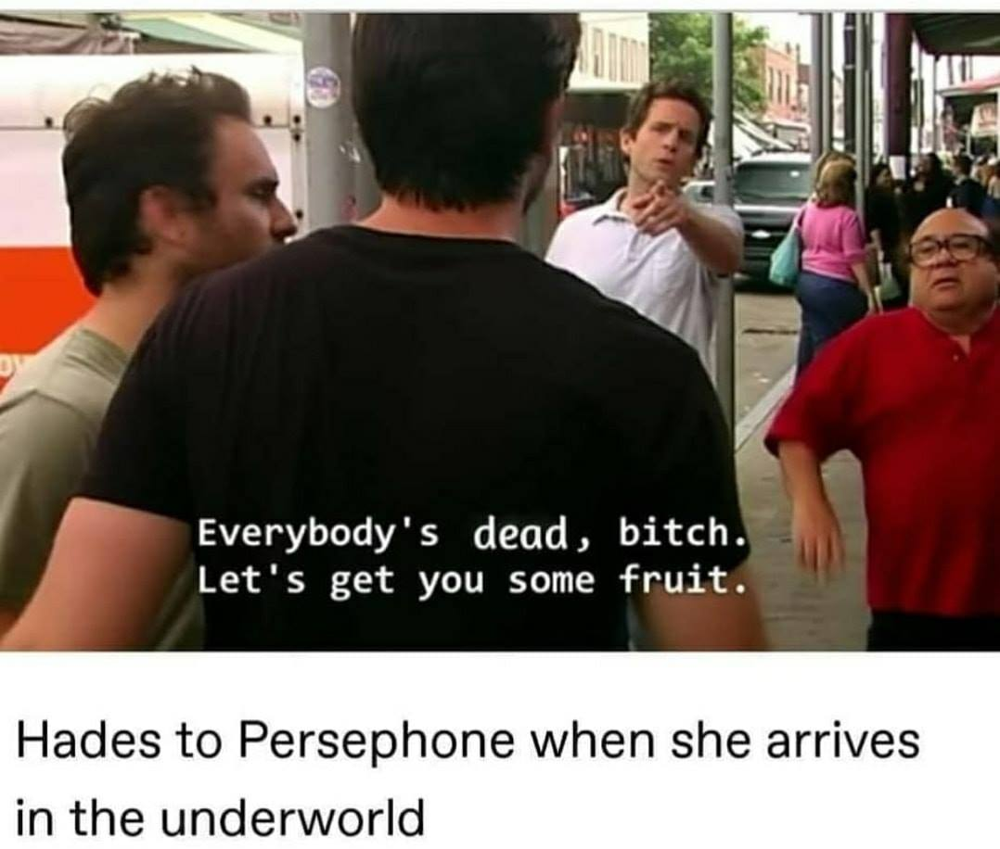 Everybody's dead, bitch.
Let's get you some fruit.
Hades to Persephone when she arrives
in the underworld